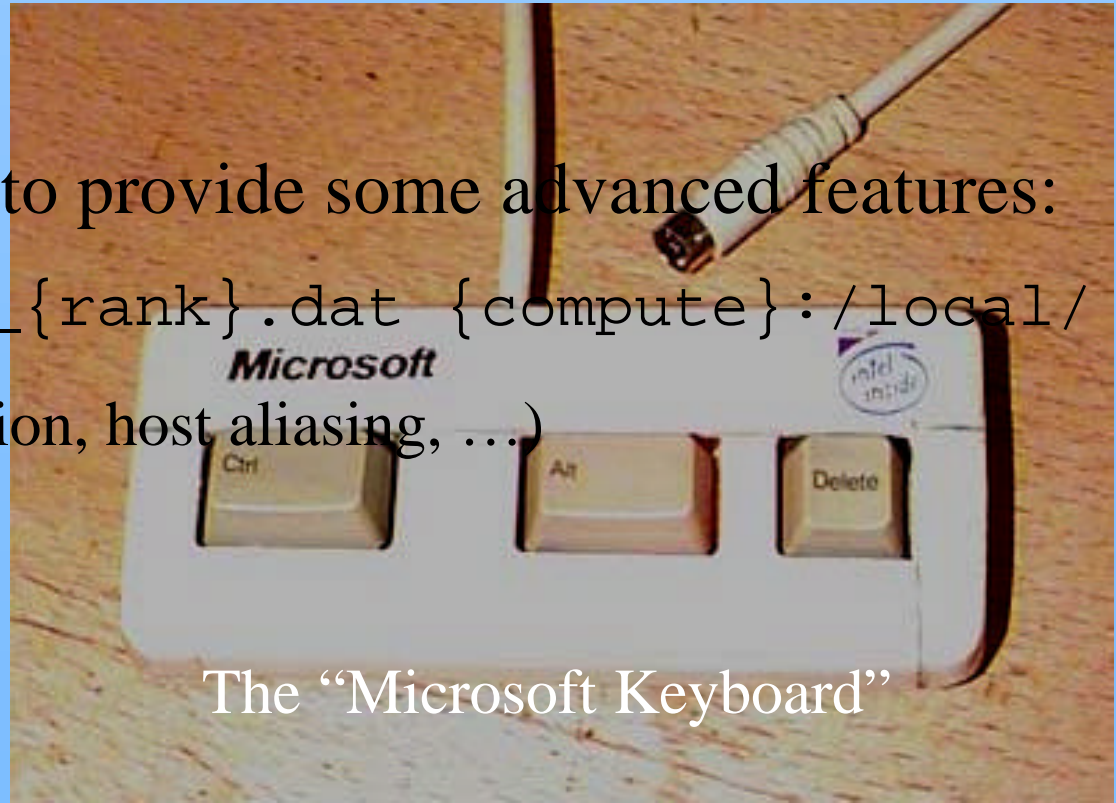 to provide some advanced features:
_{rank}.dat {compute}:/local/
Microsoft
intel
inside
ion, host aliasing, …)
Ctrl
Alt
Delete
The “Microsoft Keyboard”